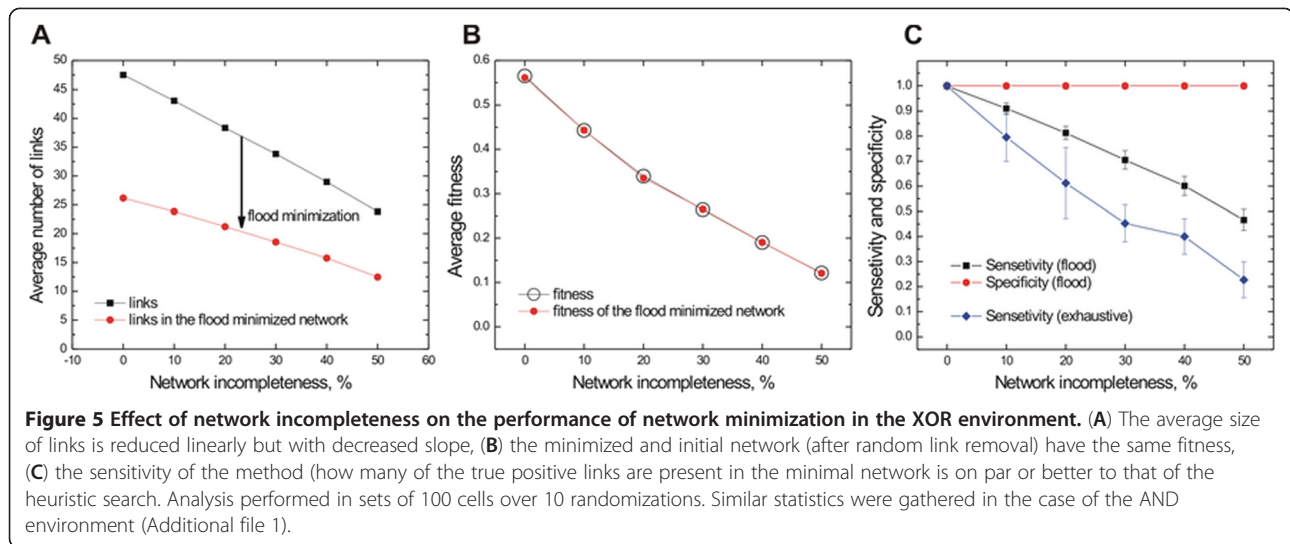 A
B
C
50
45
40
35
30
25
20
15
10
5
0
Average number of links
flood minimization
links
links in the flood minimized network
-10 0 10 20 30 40 50 60
Network incompleteness, %
0.6
0.5
0.4
0.3
0.2
0.1
0.0
Average fitness
fitness
fitness of the flood minimized network
0 10 20 30 40 50
Network incompleteness, %
1.0
0.9
0.8
0.7
0.6
0.5
0.4
0.3
0.2
0.1
0.0
Sensetivity and specificity
Sensetivity (flood)
Specificity (flood)
Sensetivity (exhaustive)
0 10 20 30 40 50
Network incompleteness, %
Figure 5 Effect of network incompleteness on the performance of network minimization in the XOR environment. (A) The average size
of links is reduced linearly but with decreased slope, (B) the minimized and initial network (after random link removal) have the same fitness,
(C) the sensitivity of the method (how many of the true positive links are present in the minimal network is on par or better to that of the
heuristic search. Analysis performed in sets of 100 cells over 10 randomizations. Similar statistics were gathered in the case of the AND
environment (Additional file 1).